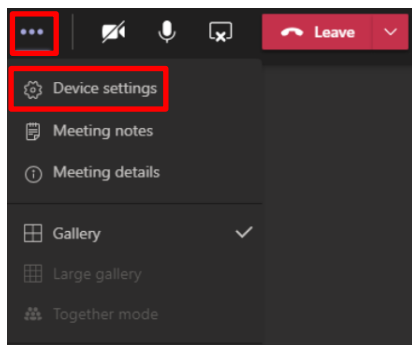 Leave
Device settings
Meeting notes
Meeting details
Gallery
Large gallery
Together mode